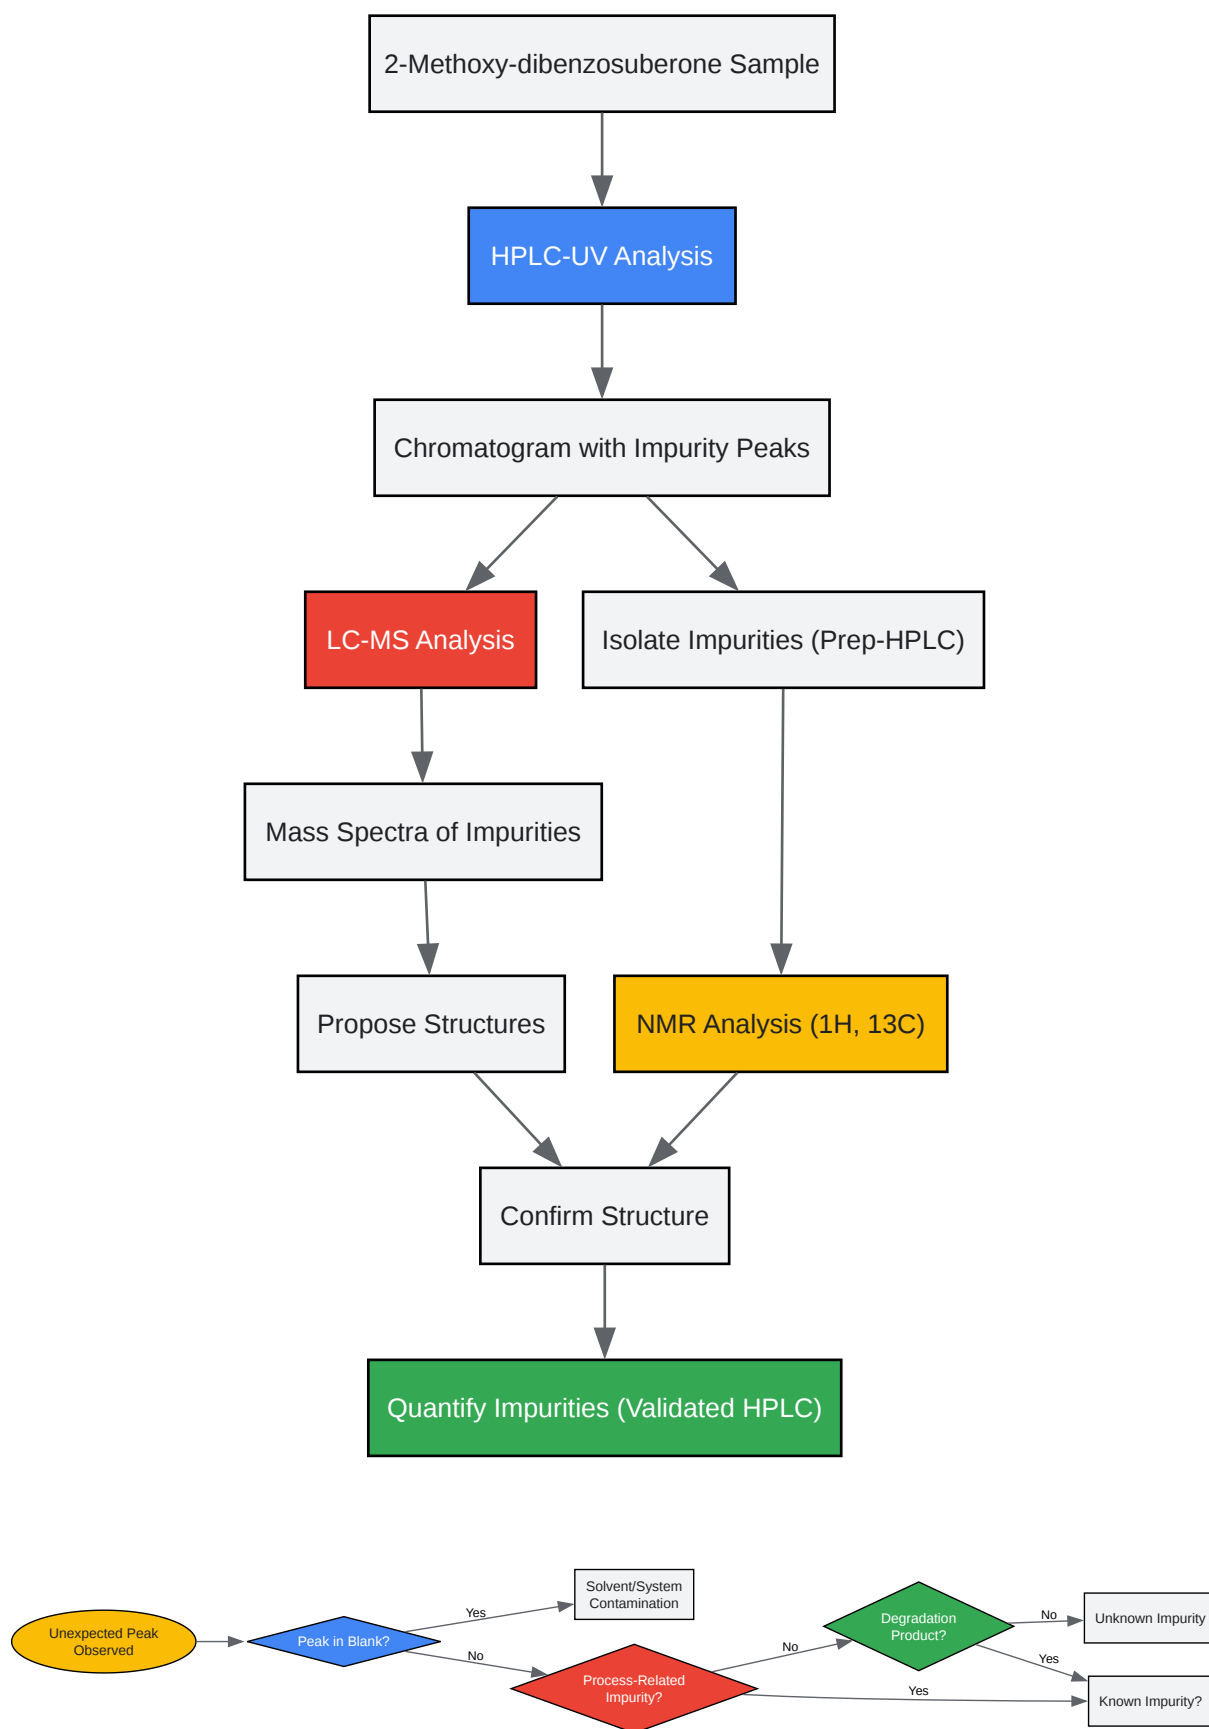 2-Methoxy-dibenzosuberone Sample
HPLC-UV Analysis
Chromatogram with Impurity Peaks
LC-MS Analysis
Isolate Impurities (Prep-HPLC)
Mass Spectra of Impurities
Propose Structures
NMR Analysis (1H, 13C)
Confirm Structure
Quantify Impurities (Validated HPLC)
Unexpected Peak
Observed
Peak in Blank?
Yes
No
Solvent/System
Contamination
Process-Related
Impurity?
No
Yes
Degradation
Product?
No
Yes
Unknown Impurity
Known Impurity?